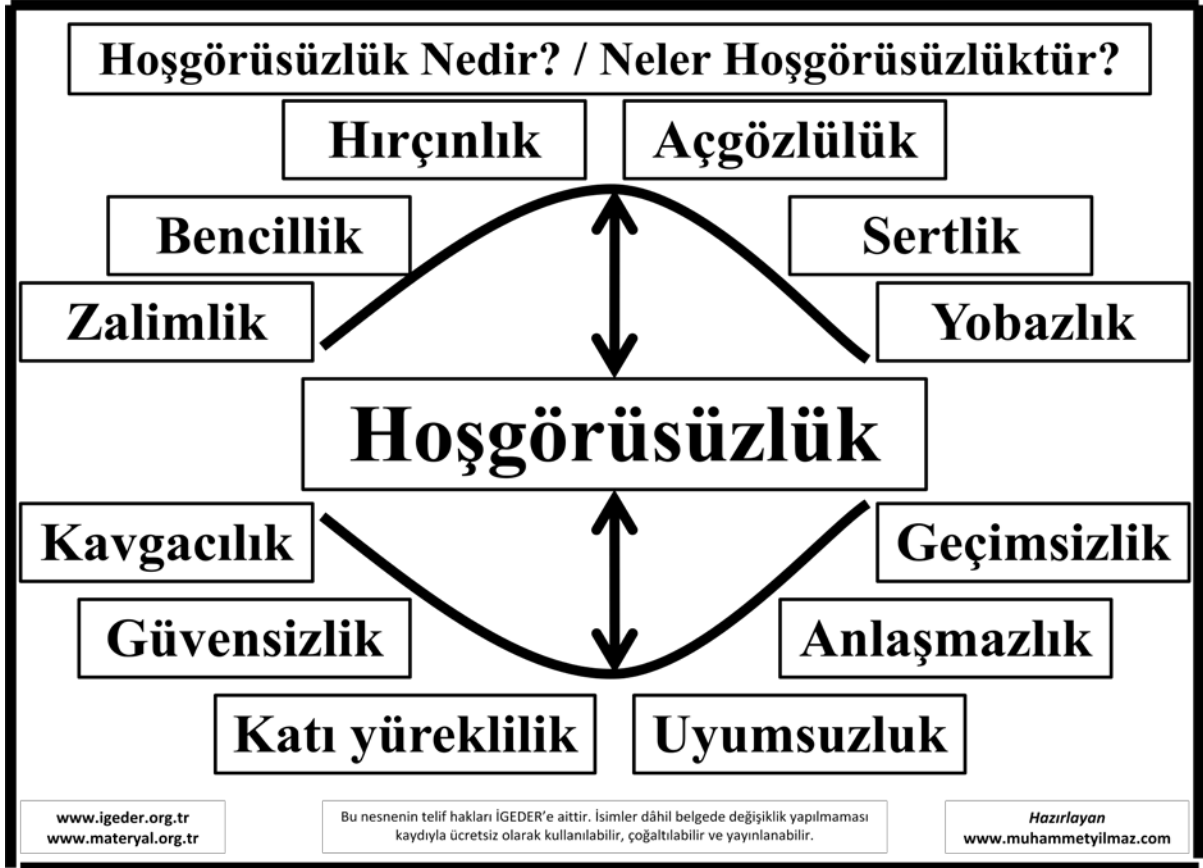 Hoşgörüsüzlük Nedir? / Neler Hoşgörüsüzlüktür?
Hırçınlık
Açgözlülük
Bencillik
Sertlik
Zalimlik
Yobazlık
Hoşgörüsüzlük
Kavgacılık
Geçimsizlik
Güvensizlik
Anlaşmazlık
Katı yüreklilik
Uyumsuzluk
www.igeder.org.tr
www.materyal.org.tr
Bu nesnenin telif hakları İGEDER'e aittir. İsimler dâhil belgede değişiklik yapılmaması
kaydıyla ücretsiz olarak kullanılabilir, çoğaltılabilir ve yayınlanabilir.
Hazırlayan
www.muhammetyilmaz.com